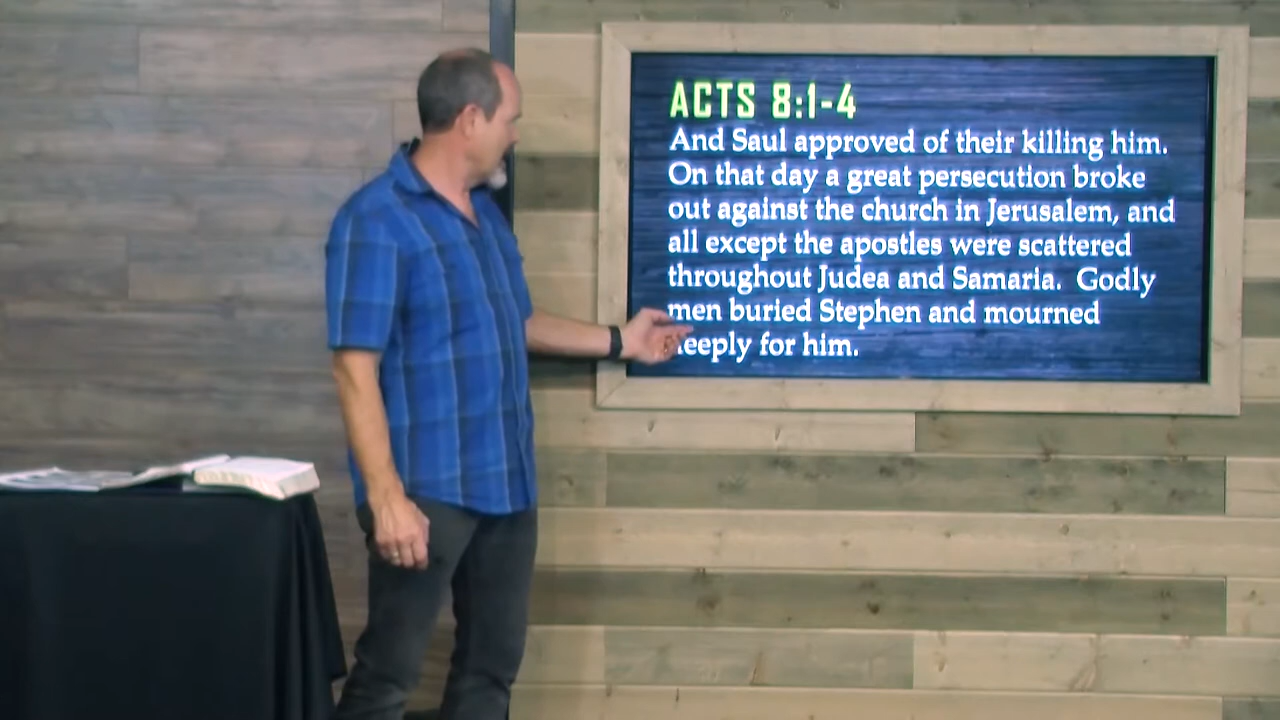 ACTS 8:1-4
And Saul approved of their killing him.
On that day a great persecution broke
out against the church in Jerusalem, and
all except the apostles were scattered
throughout Judea and Samaria. Godly
men buried Stephen and mourned
deeply for him.